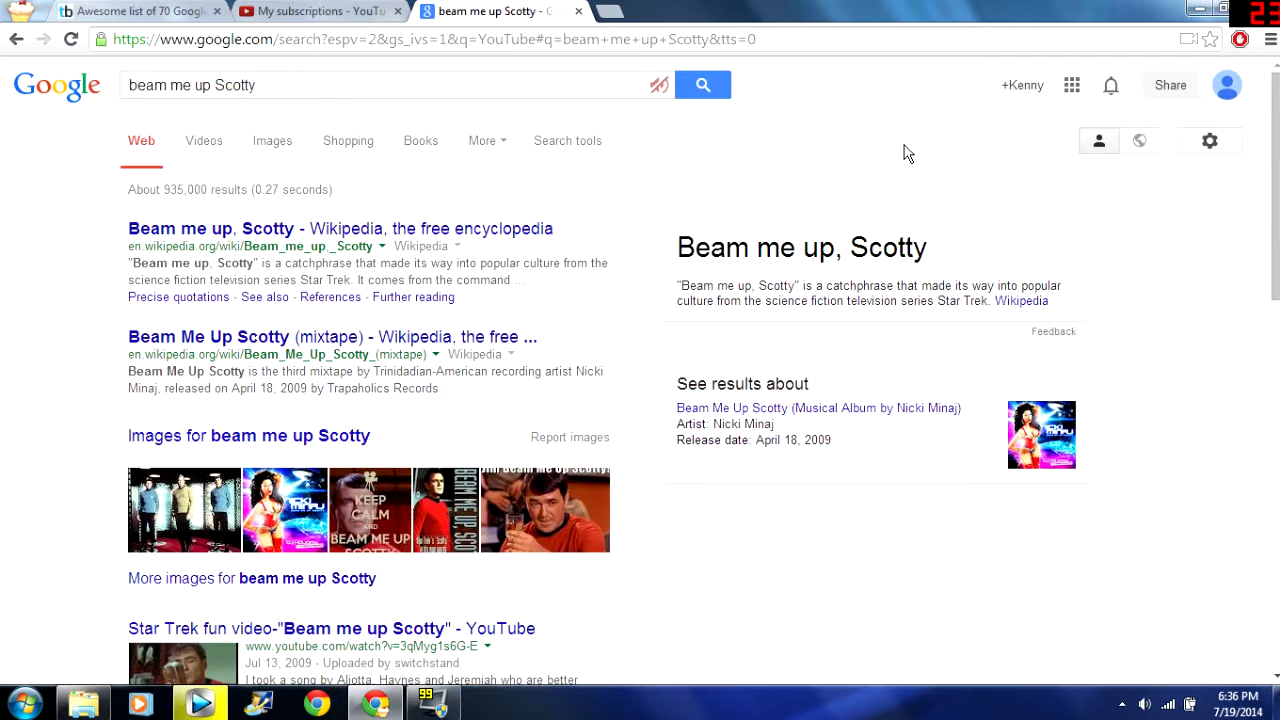 Awesome list of 70 Google
My subscriptions - YouTu
beam me up Scotty - G
23
https://www.google.com/search?espv=2&gs_ivs=1&q=YouTube#q=beam+me+up+Scotty&tts=0
Google
beam me up Scotty
+Kenny
Share
Web
Videos
Images
Shopping
Books
More
Search tools
About 935,000 results (0.27 seconds)
Beam me up, Scotty - Wikipedia, the free encyclopedia
en.wikipedia.org/wiki/Beam_me_up,_Scotty Wikipedia
"Beam me up, Scotty" is a catchphrase that made its way into popular culture from the
science fiction television series Star Trek. It comes from the command ...
Precise quotations - See also - References - Further reading
Beam Me Up Scotty (mixtape) - Wikipedia, the free ...
en.wikipedia.org/wiki/Beam_Me_Up_Scotty_(mixtape) Wikipedia
Beam Me Up Scotty is the third mixtape by Trinidadian-American recording artist Nicki
Minaj, released on April 18, 2009 by Trapaholics Records.
Images for beam me up Scotty
Report images
KEEP
CALM
AND
BEAM ME UP
SCOTTY
More images for beam me up Scotty
Star Trek fun video-"Beam me up Scotty" - YouTube
www.youtube.com/watch?v=3qMyg1s6G-E
Jul 13, 2009 - Uploaded by switchstand
I took a song by Aliotta, Haynes and Jeremiah who are better
Beam me up, Scotty
"Beam me up, Scotty" is a catchphrase that made its way into popular
culture from the science fiction television series Star Trek. Wikipedia
Feedback
See results about
Beam Me Up Scotty (Musical Album by Nicki Minaj)
Artist: Nicki Minaj
Release date: April 18, 2009
99
6:36 PM
7/19/2014